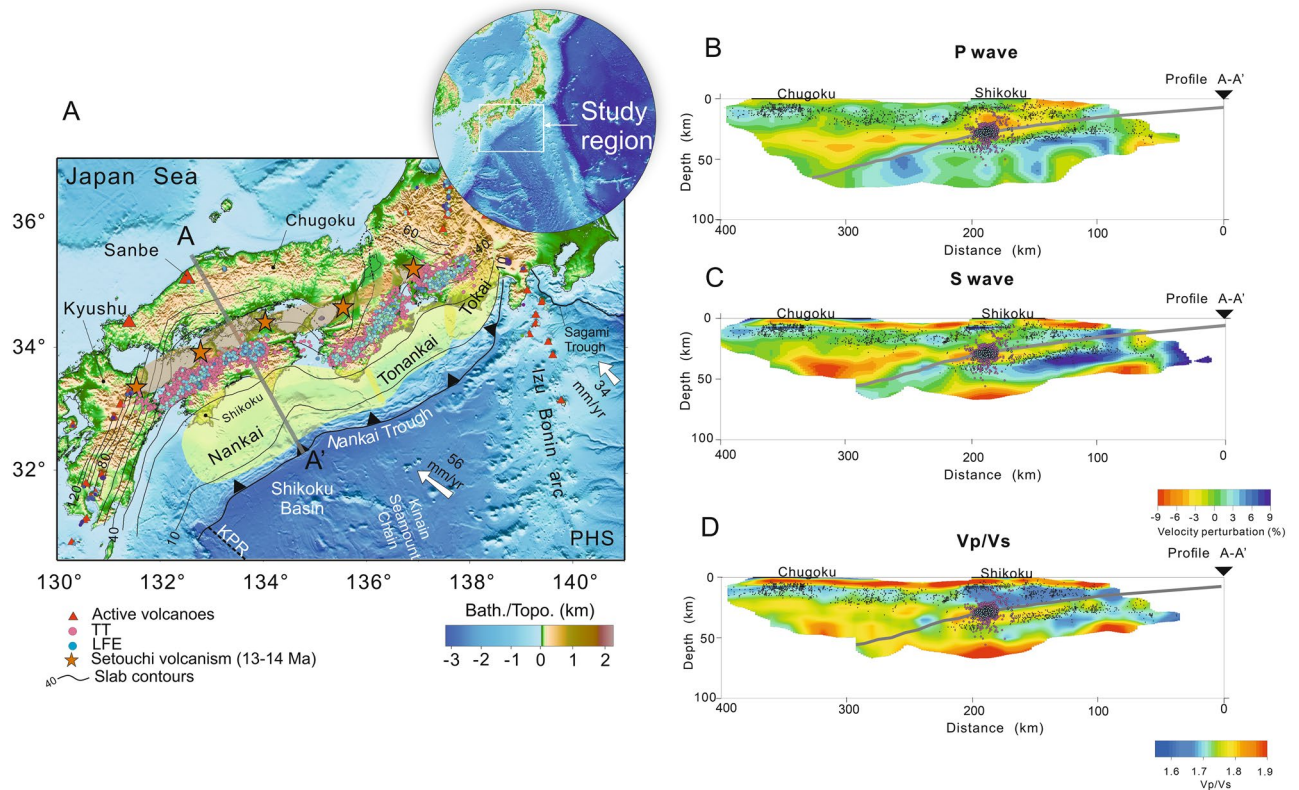 A
Study
region
Japan Sea
36°
34°
32°
A
Chugoku
Sanbe
Kyushu
60
40
10
Tokai
Sagami
Trough
34
mm/yr
Tonankai
Shikoku
Nankai
Nankai Trough
A'
Izu Bonin arc
56
mm/yr
Shikoku
Basin
Kinain
Seamount
Chain
120
80
40
10
KPR
PHS
130°
132°
134°
136°
138°
140°
Active volcanoes
TT
LFE
Setouchi volcanism (13-14 Ma)
40 Slab contours
Bath./Topo. (km)
-3 -2 -1 0 1 2
B
P wave
Profile A-A'
Chugoku
Shikoku
0
50
100
Depth (km)
400 300 200 100 0
Distance (km)
C
S wave
Profile A-A'
Chugoku
Shikoku
0
50
100
Depth (km)
400 300 200 100 0
Distance (km)
-9 -6 -3 0 3 6 9
Velocity perturbation (%)
D
Vp/Vs
Profile A-A'
Chugoku
Shikoku
0
50
100
Depth (km)
400 300 200 100 0
Distance (km)
1.6 1.7 1.8 1.9
Vp/Vs